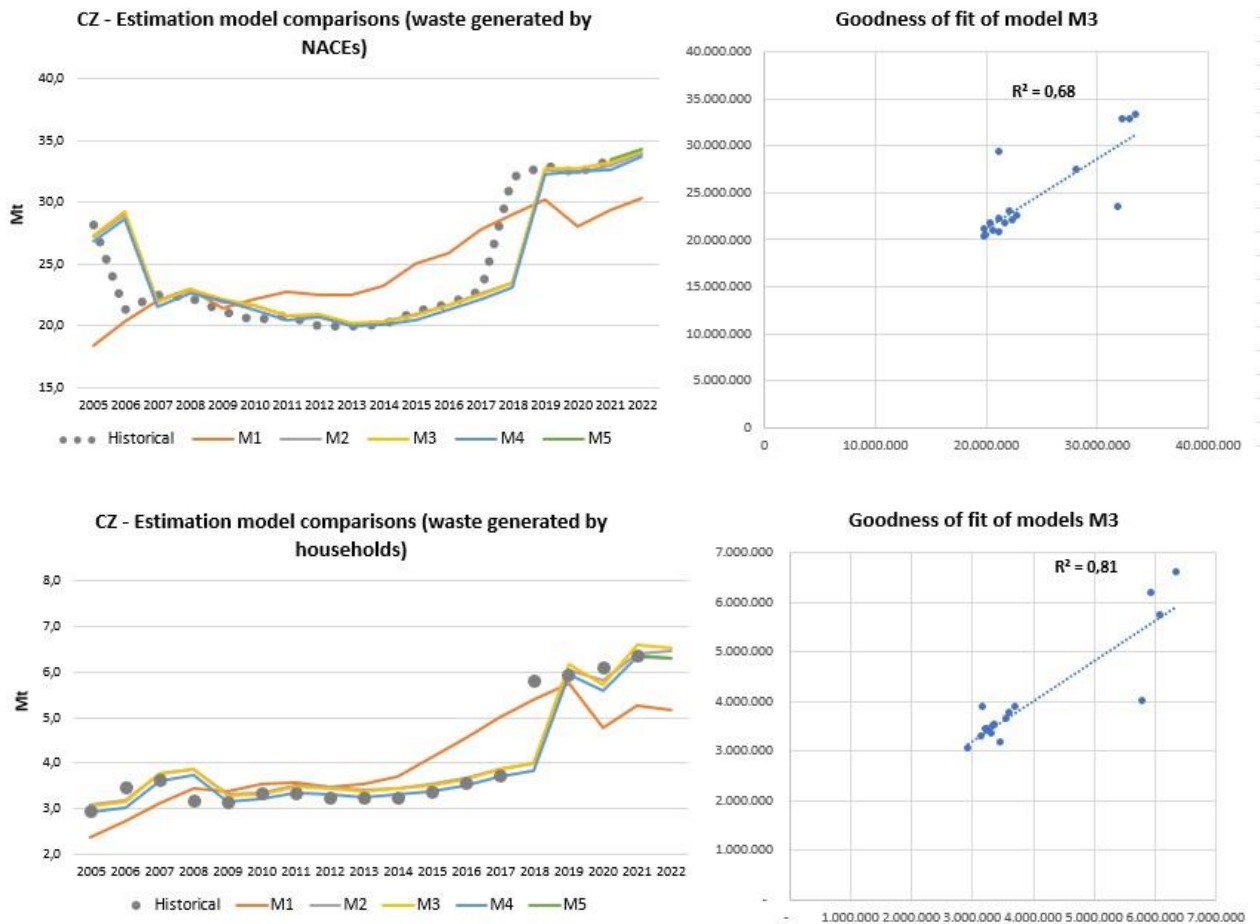 CZ - Estimation model comparisons (waste generated by
NACEs)
Mt
40,0
35,0
30,0
25,0
20,0
15,0
2005 2006 2007 2008 2009 2010 2011 2012 2013 2014 2015 2016 2017 2018 2019 2020 2021 2022
Historical M1 M2 M3 M4 M5
Goodness of fit of model M3
R² = 0,68
40.000.000
35.000.000
30.000.000
25.000.000
20.000.000
15.000.000
10.000.000
5.000.000
0
0 10.000.000 20.000.000 30.000.000 40.000.000
CZ - Estimation model comparisons (waste generated by
households)
Mt
8,0
7,0
6,0
5,0
4,0
3,0
2,0
2005 2006 2007 2008 2009 2010 2011 2012 2013 2014 2015 2016 2017 2018 2019 2020 2021 2022
Historical M1 M2 M3 M4 M5
Goodness of fit of models M3
R² = 0,81
7.000.000
6.000.000
5.000.000
4.000.000
3.000.000
2.000.000
1.000.000
-
- 1.000.000 2.000.000 3.000.000 4.000.000 5.000.000 6.000.000 7.000.000